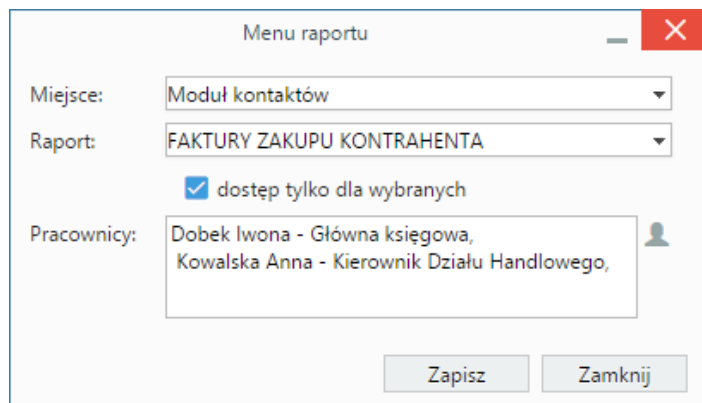 Menu raportu
Miejsce: Moduł kontaktów
Raport: FAKTURY ZAKUPU KONTRAHENTA
dostęp tylko dla wybranych
Pracownicy: Dobek Iwona - Główna księgowa,
Kowalska Anna - Kierownik Działu Handlowego,
Zapisz Zamknij